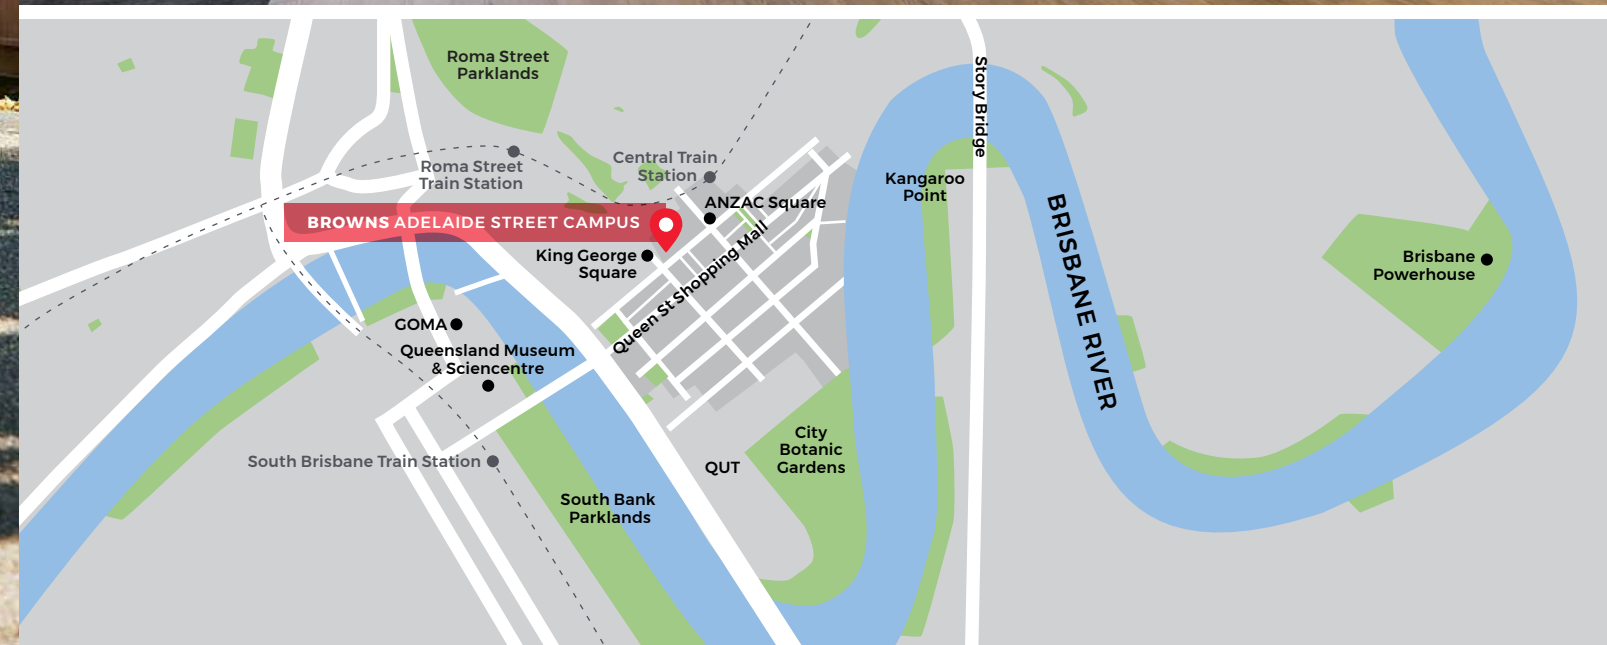 Roma Street
Parklands
Story Bridge
Roma Street
Train Station
Central Train
Station
Kangaroo
Point
ANZAC Square
BROWNS ADELAIDE STREET CAMPUS
King George
Square
Queen St Shopping Mall
BRISBANE RIVER
Brisbane
Powerhouse
GOMA
Queensland Museum
& Sciencentre
South Brisbane Train Station
City
Botanic
Gardens
QUT
South Bank
Parklands